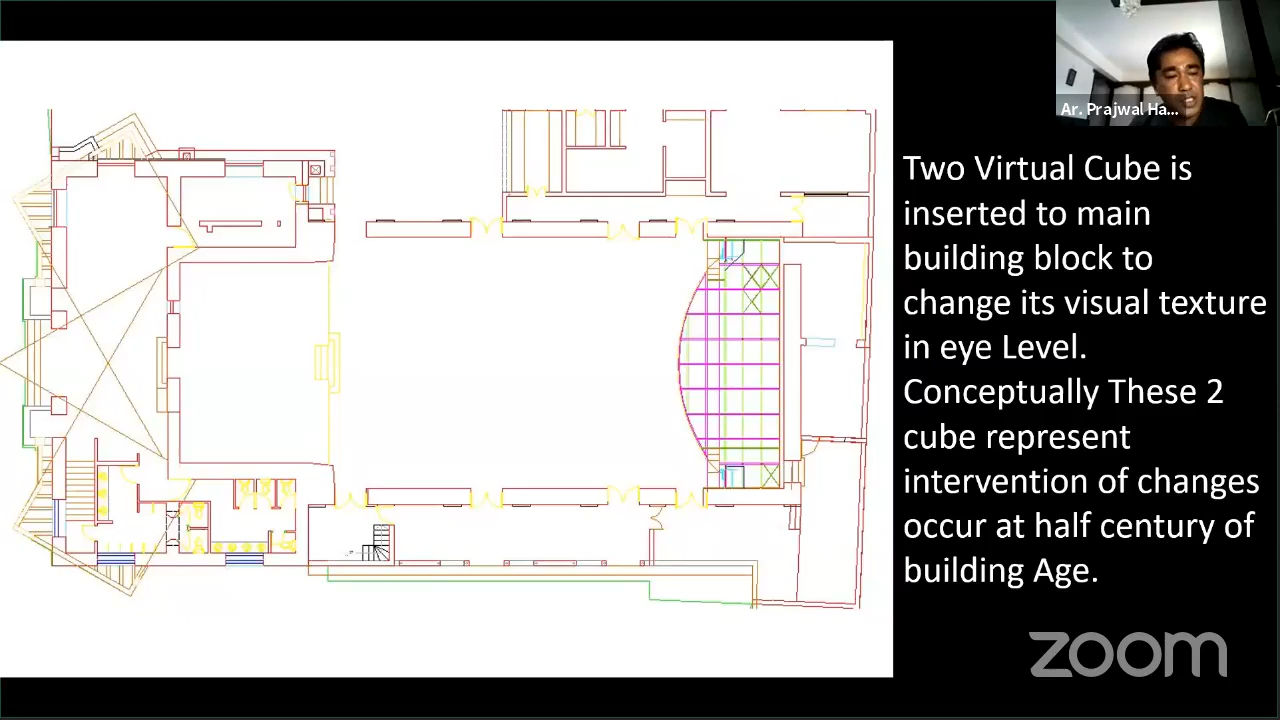 Ar. Prajwal Ha...
Two Virtual Cube is
inserted to main
building block to
change its visual texture
in eye Level.
Conceptually These 2
cube represent
intervention of changes
occur at half century of
building Age.
zoom